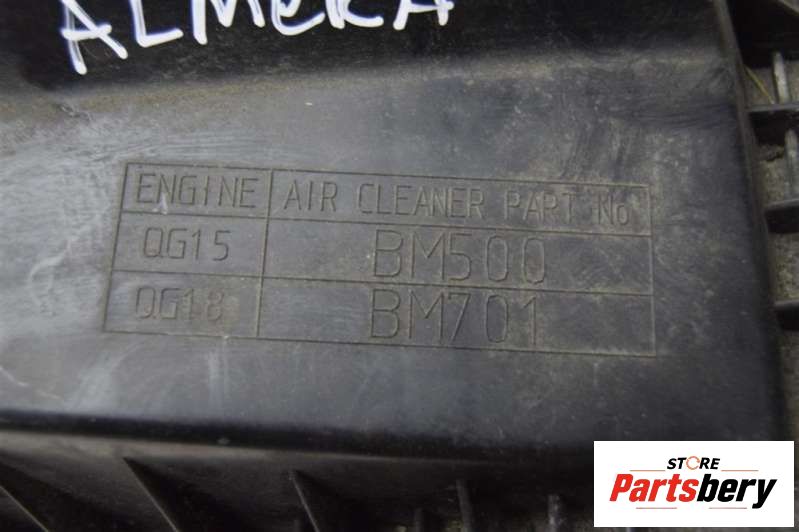 ALMERA
ENGINE AIR CLEANER PART No
QG15 BM500
QG18 BM701
STORE
Partsbery